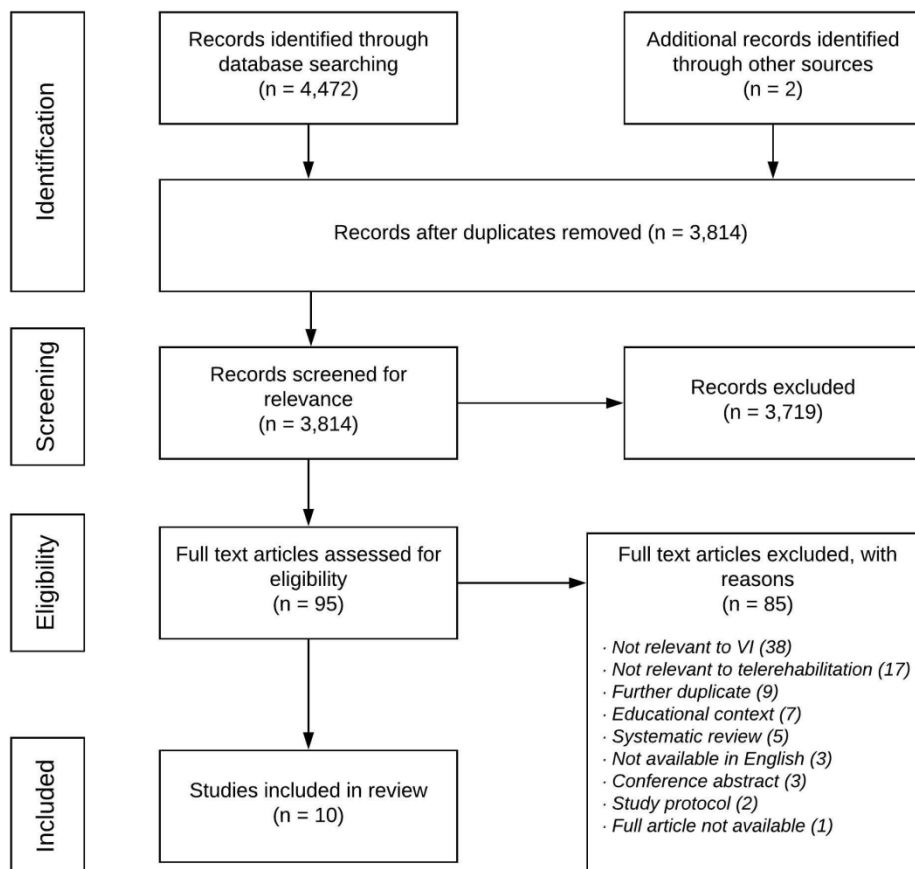 Identification
Records identified through
database searching
(n = 4,472)
Additional records identified
through other sources
(n = 2)
Records after duplicates removed (n = 3,814)
Screening
Records screened for
relevance
(n = 3,814)
Records excluded
(n = 3,719)
Eligibility
Full text articles assessed for
eligibility
(n = 95)
Full text articles excluded, with
reasons
(n = 85)
· Not relevant to VI (38)
· Not relevant to telerehabilitation (17)
· Further duplicate (9)
· Educational context (7)
· Systematic review (5)
· Not available in English (3)
· Conference abstract (3)
· Study protocol (2)
· Full article not available (1)
Included
Studies included in review
(n = 10)